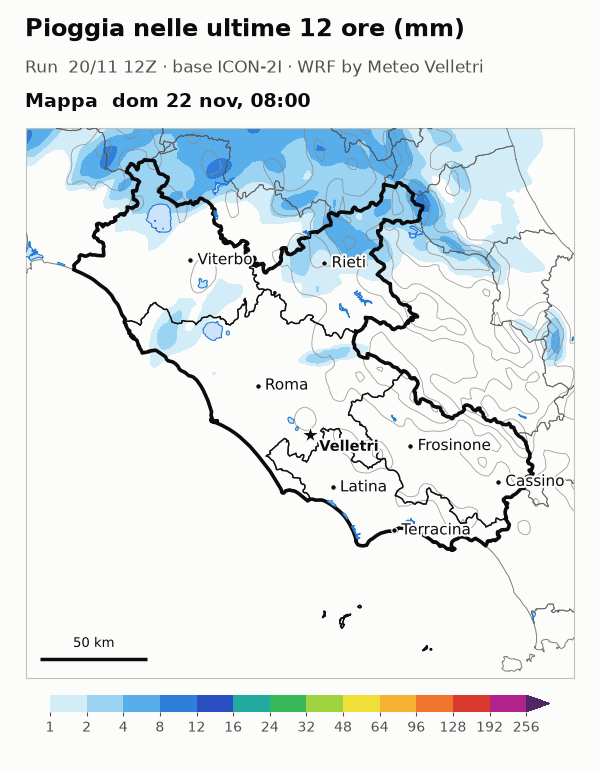 Pioggia nelle ultime 12 ore (mm)
Run  20/11 12Z · base ICON-2I · WRF by Meteo Velletri
Mappa  dom 22 nov, 08:00
Viterbo
Rieti
Roma
Velletri
Frosinone
Cassino
Latina
Terracina
50 km
1 2 4 8 12 16 24 32 48 64 96 128 192 256